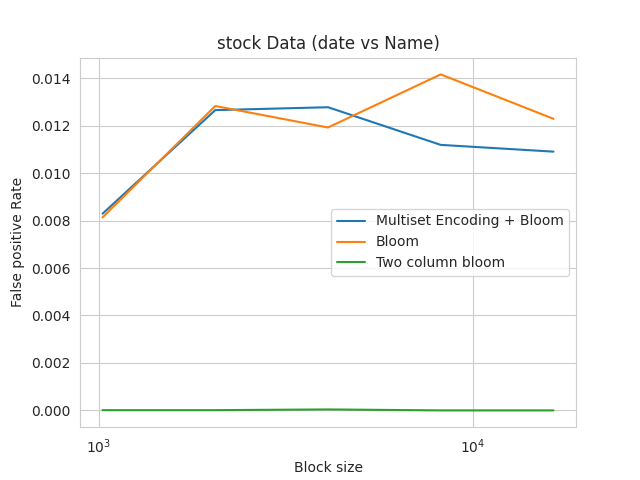 stock Data (date vs Name)
0.014
0.012
0.010
0.008
0.006
0.004
0.002
0.000
False positive Rate
Multiset Encoding + Bloom
Bloom
Two column bloom
10³
10⁴
Block size